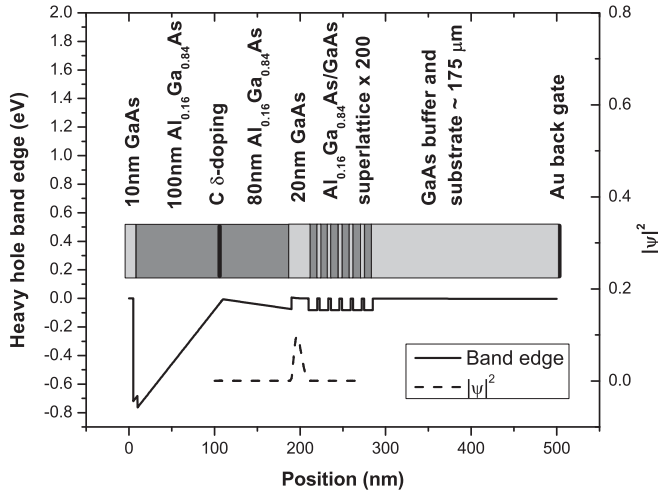 2.0
1.8
1.6
1.4
1.2
1.0
0.8
0.6
0.4
0.2
0.0
-0.2
-0.4
-0.6
-0.8
Heavy hole band edge (eV)
10nm GaAs
100nm Al0.16Ga0.84As
C δ-doping
80nm Al0.16Ga0.84As
20nm GaAs
Al0.16Ga0.84As/GaAs
superlattice x 200
GaAs buffer and
substrate ~ 175 μm
Au back gate
0.8
0.6
0.4
0.2
0.0
|ψ|²
Band edge
|ψ|²
0 100 200 300 400 500
Position (nm)